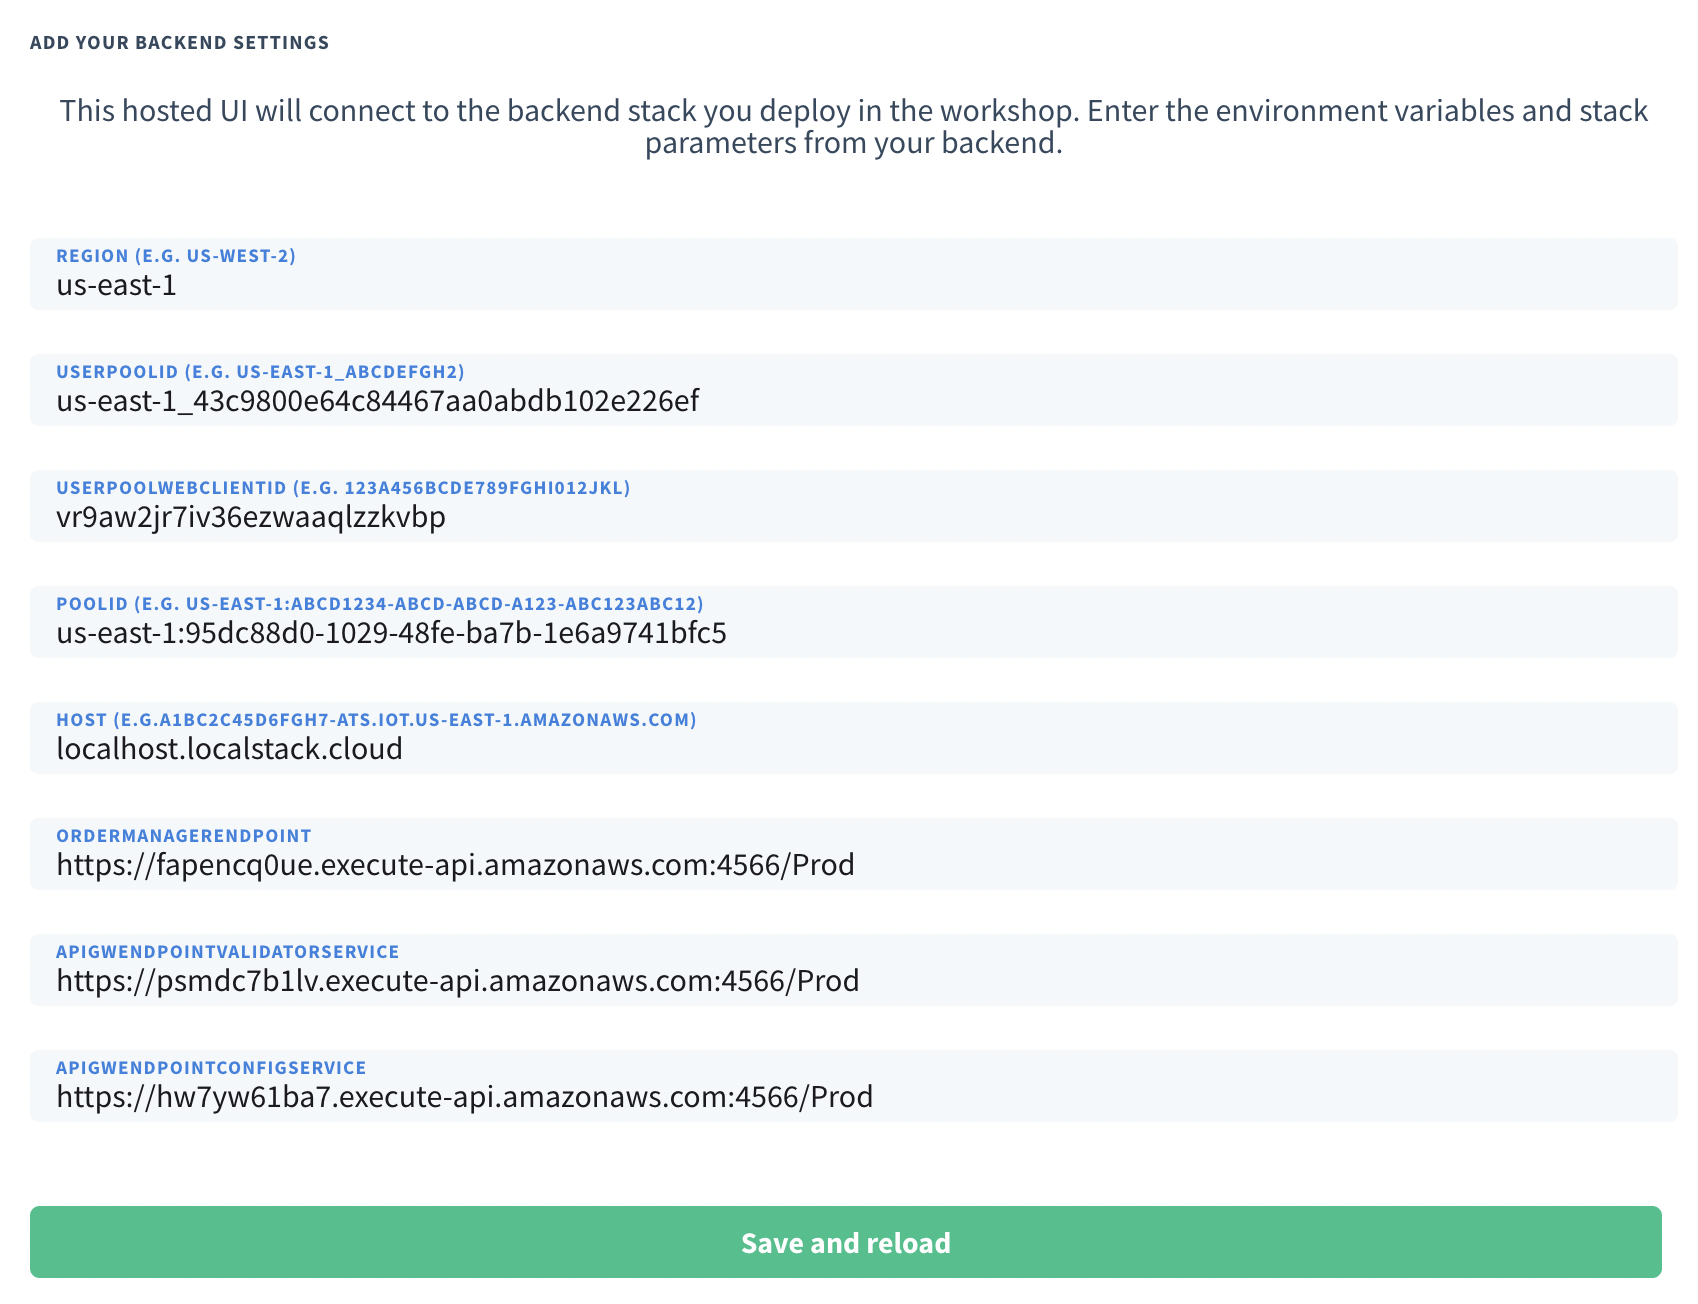 ADD YOUR BACKEND SETTINGS
This hosted UI will connect to the backend stack you deploy in the workshop. Enter the environment variables and stack
parameters from your backend.
REGION (E.G. US-WEST-2)
us-east-1
USERPOOLID (E.G. US-EAST-1_ABCDEFGH2)
us-east-1_43c9800e64c84467aa0abdb102e226ef
USERPOOLWEBCLIENTID (E.G. 123A456BCDE789FGHI012JKL)
vr9aw2jr7iv36ezwaaqlzzkvbp
POOLID (E.G. US-EAST-1:ABCD1234-ABCD-ABCD-A123-ABC123ABC12)
us-east-1:95dc88d0-1029-48fe-ba7b-1e6a9741bfc5
HOST (E.G.A1BC2C45D6FGH7-ATS.IOT.US-EAST-1.AMAZONAWS.COM)
localhost.localstack.cloud
ORDERMANAGERENDPOINT
https://fapencq0ue.execute-api.amazonaws.com:4566/Prod
APIGWENDPOINTVALIDATORSERVICE
https://psmdc7b1lv.execute-api.amazonaws.com:4566/Prod
APIGWENDPOINTCONFIGSERVICE
https://hw7yw61ba7.execute-api.amazonaws.com:4566/Prod
Save and reload